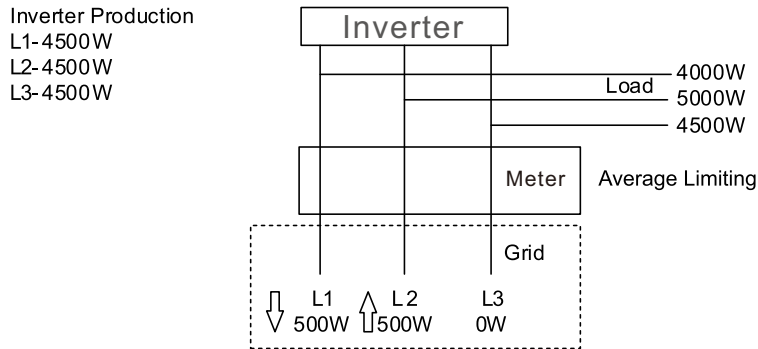 Inverter Production
L1-4500W
L2-4500W
L3-4500W
Inverter
4000W
Load
5000W
4500W
Meter
Average Limiting
Grid
L1
L2
L3
500W
500W
0W